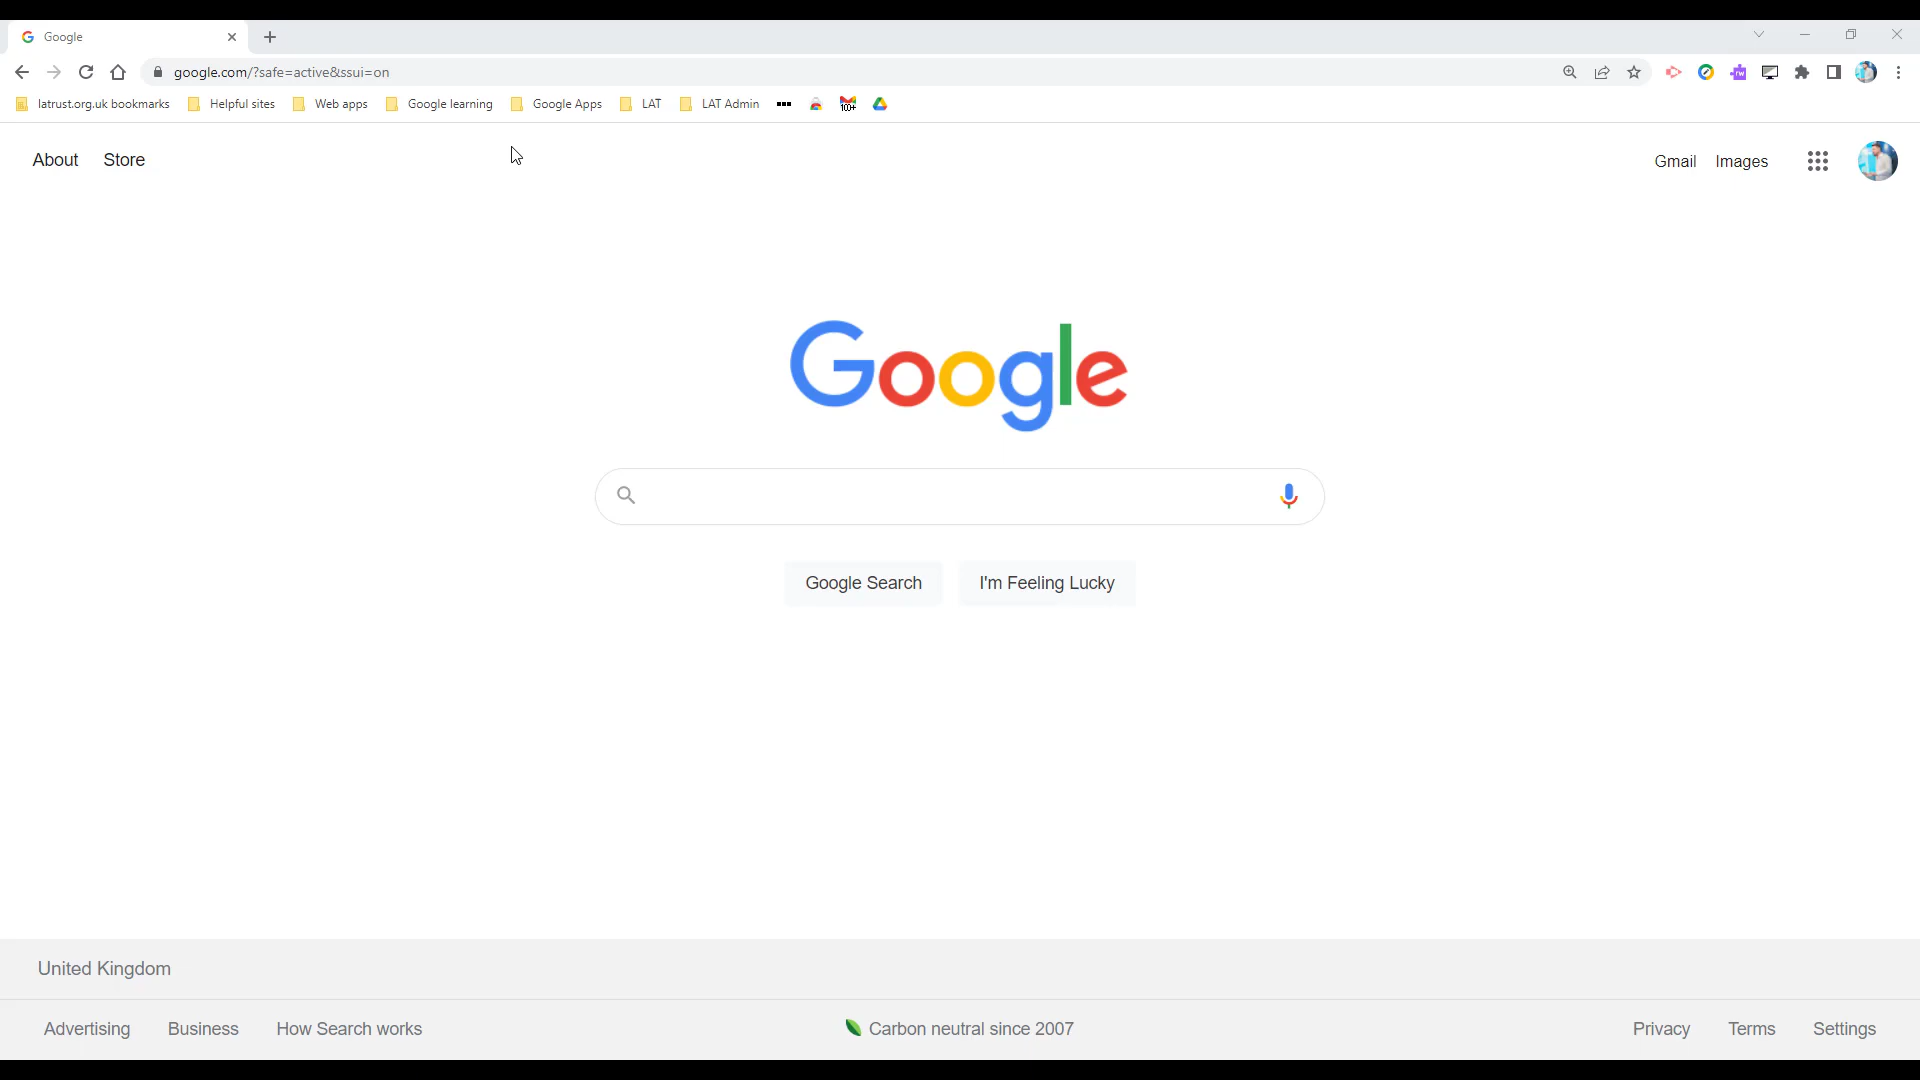 Google
google.com/?safe=active&ssui=on
latrust.org.uk bookmarks Helpful sites Web apps Google learning Google Apps LAT LAT Admin 100+
About Store Gmail Images
Google
Google Search I'm Feeling Lucky
United Kingdom
Advertising Business How Search works Carbon neutral since 2007 Privacy Terms Settings